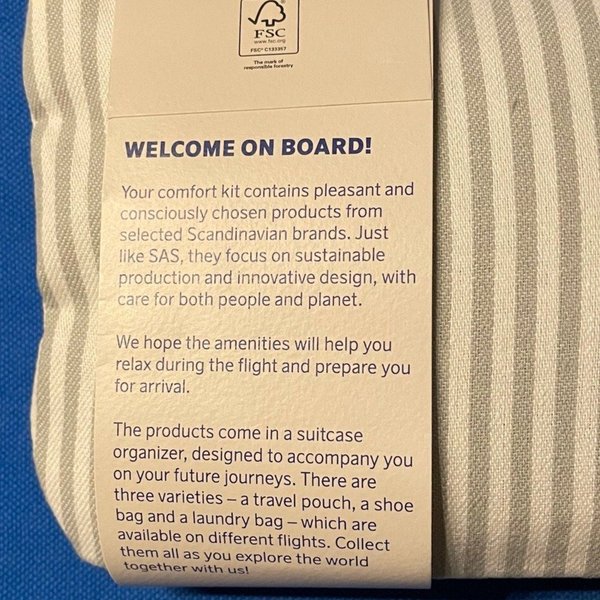 FSC
www.fsc.org
FSC® C133357
The mark of
responsible forestry
WELCOME ON BOARD!
Your comfort kit contains pleasant and
consciously chosen products from
selected Scandinavian brands. Just
like SAS, they focus on sustainable
production and innovative design, with
care for both people and planet.
We hope the amenities will help you
relax during the flight and prepare you
for arrival.
The products come in a suitcase
organizer, designed to accompany you
on your future journeys. There are
three varieties – a travel pouch, a shoe
bag and a laundry bag – which are
available on different flights. Collect
them all as you explore the world
together with us!